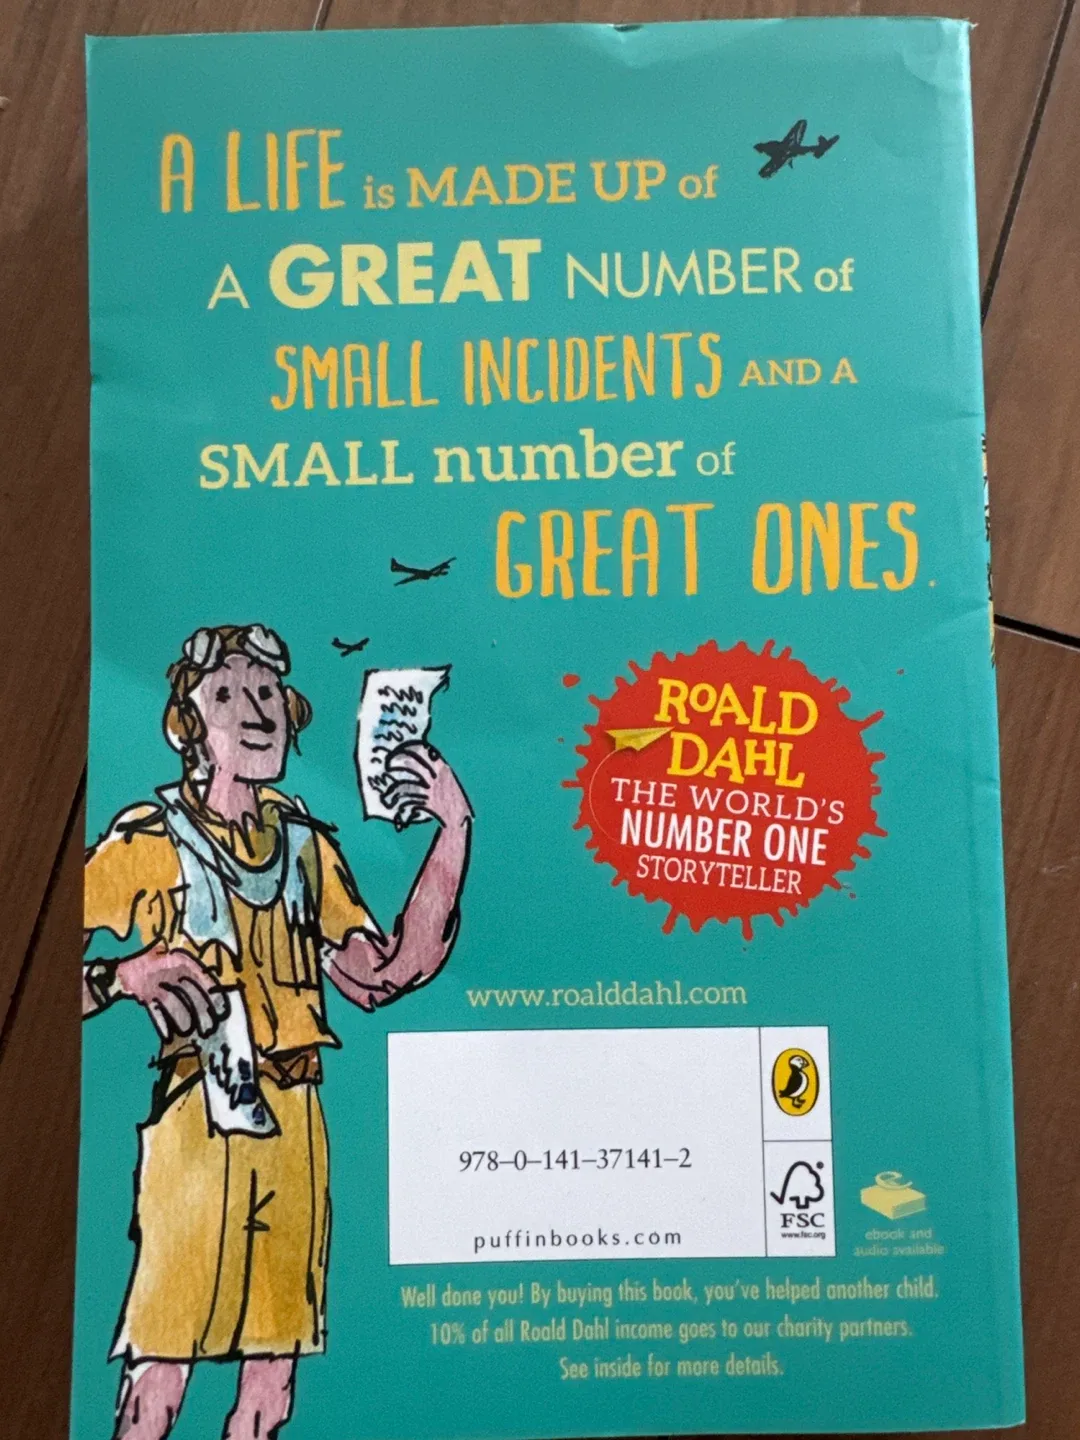 A LIFE is MADE UP of
A GREAT NUMBER of
SMALL INCIDENTS AND A
SMALL number of
GREAT ONES.
ROALD
DAHL
THE WORLD'S
NUMBER ONE
STORYTELLER
www.roalddahl.com
978–0–141–37141–2
puffinbooks.com
FSC
www.fsc.org
ebook and
audio available
Well done you! By buying this book, you've helped another child.
10% of all Roald Dahl income goes to our charity partners.
See inside for more details.